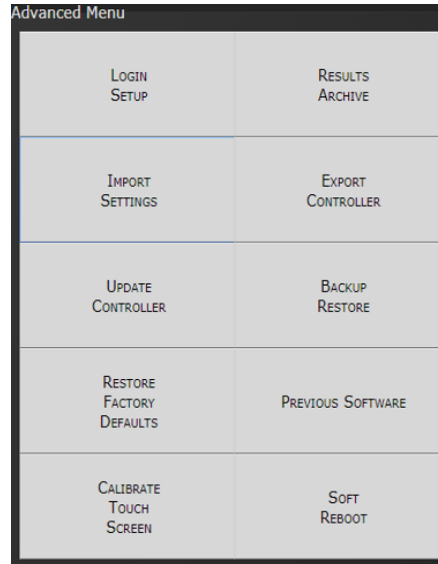 Advanced Menu
Login
Setup
Results
Archive
Import
Settings
Export
Controller
Update
Controller
Backup
Restore
Restore
Factory
Defaults
Previous Software
Calibrate
Touch
Screen
Soft
Reboot